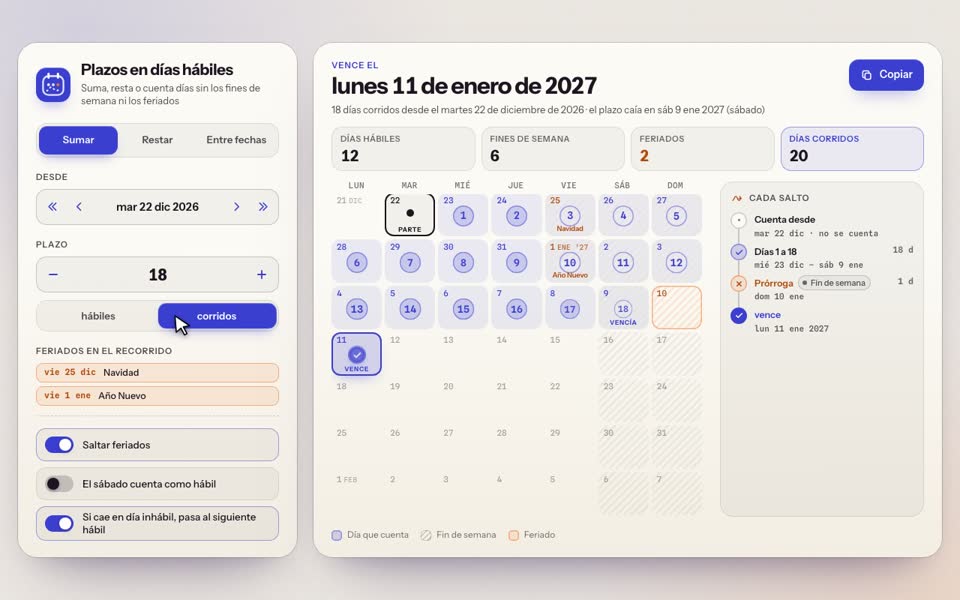 Plazos en días hábiles
Suma, resta o cuenta días sin los fines de
semana ni los feriados
Sumar Restar Entre fechas
DESDE
mar 22 dic 2026
PLAZO
− 18 +
hábiles corridos
FERIADOS EN EL RECORRIDO
vie 25 dic Navidad
vie 1 ene Año Nuevo
Saltar feriados
El sábado cuenta como hábil
Si cae en día inhábil, pasa al siguiente
hábil
VENCE EL
lunes 11 de enero de 2027
18 días corridos desde el martes 22 de diciembre de 2026 · el plazo caía en sáb 9 ene 2027 (sábado)
Copiar
DÍAS HÁBILES FINES DE SEMANA FERIADOS DÍAS CORRIDOS
12 6 2 20
LUN MAR MIÉ JUE VIE SÁB DOM
21 DIC 22 23 24 25 26 27
1 2 3 4 5
PARTE Navidad
28 29 30 31 1 ENE '27 2 3
6 7 8 9 10 11 12
Año Nuevo
4 5 6 7 8 9 10
13 14 15 16 17 18
VENCÍA
11 12 13 14 15 16 17
VENCE
18 19 20 21 22 23 24
25 26 27 28 29 30 31
1 FEB 2 3 4 5 6 7
Día que cuenta Fin de semana Feriado
CADA SALTO
Cuenta desde
mar 22 dic · no se cuenta
Días 1 a 18 18 d
mié 23 dic – sáb 9 ene
Prórroga Fin de semana 1 d
dom 10 ene
vence
lun 11 ene 2027